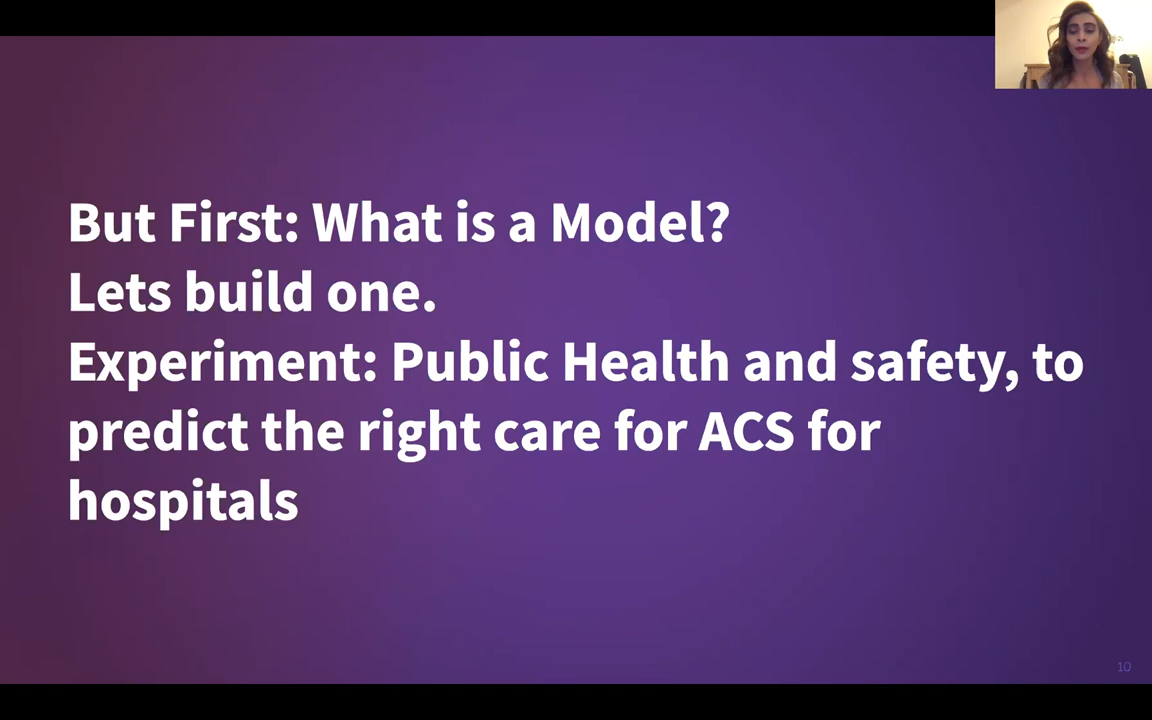 But First: What is a Model?
Lets build one.
Experiment: Public Health and safety, to
predict the right care for ACS for
hospitals
10